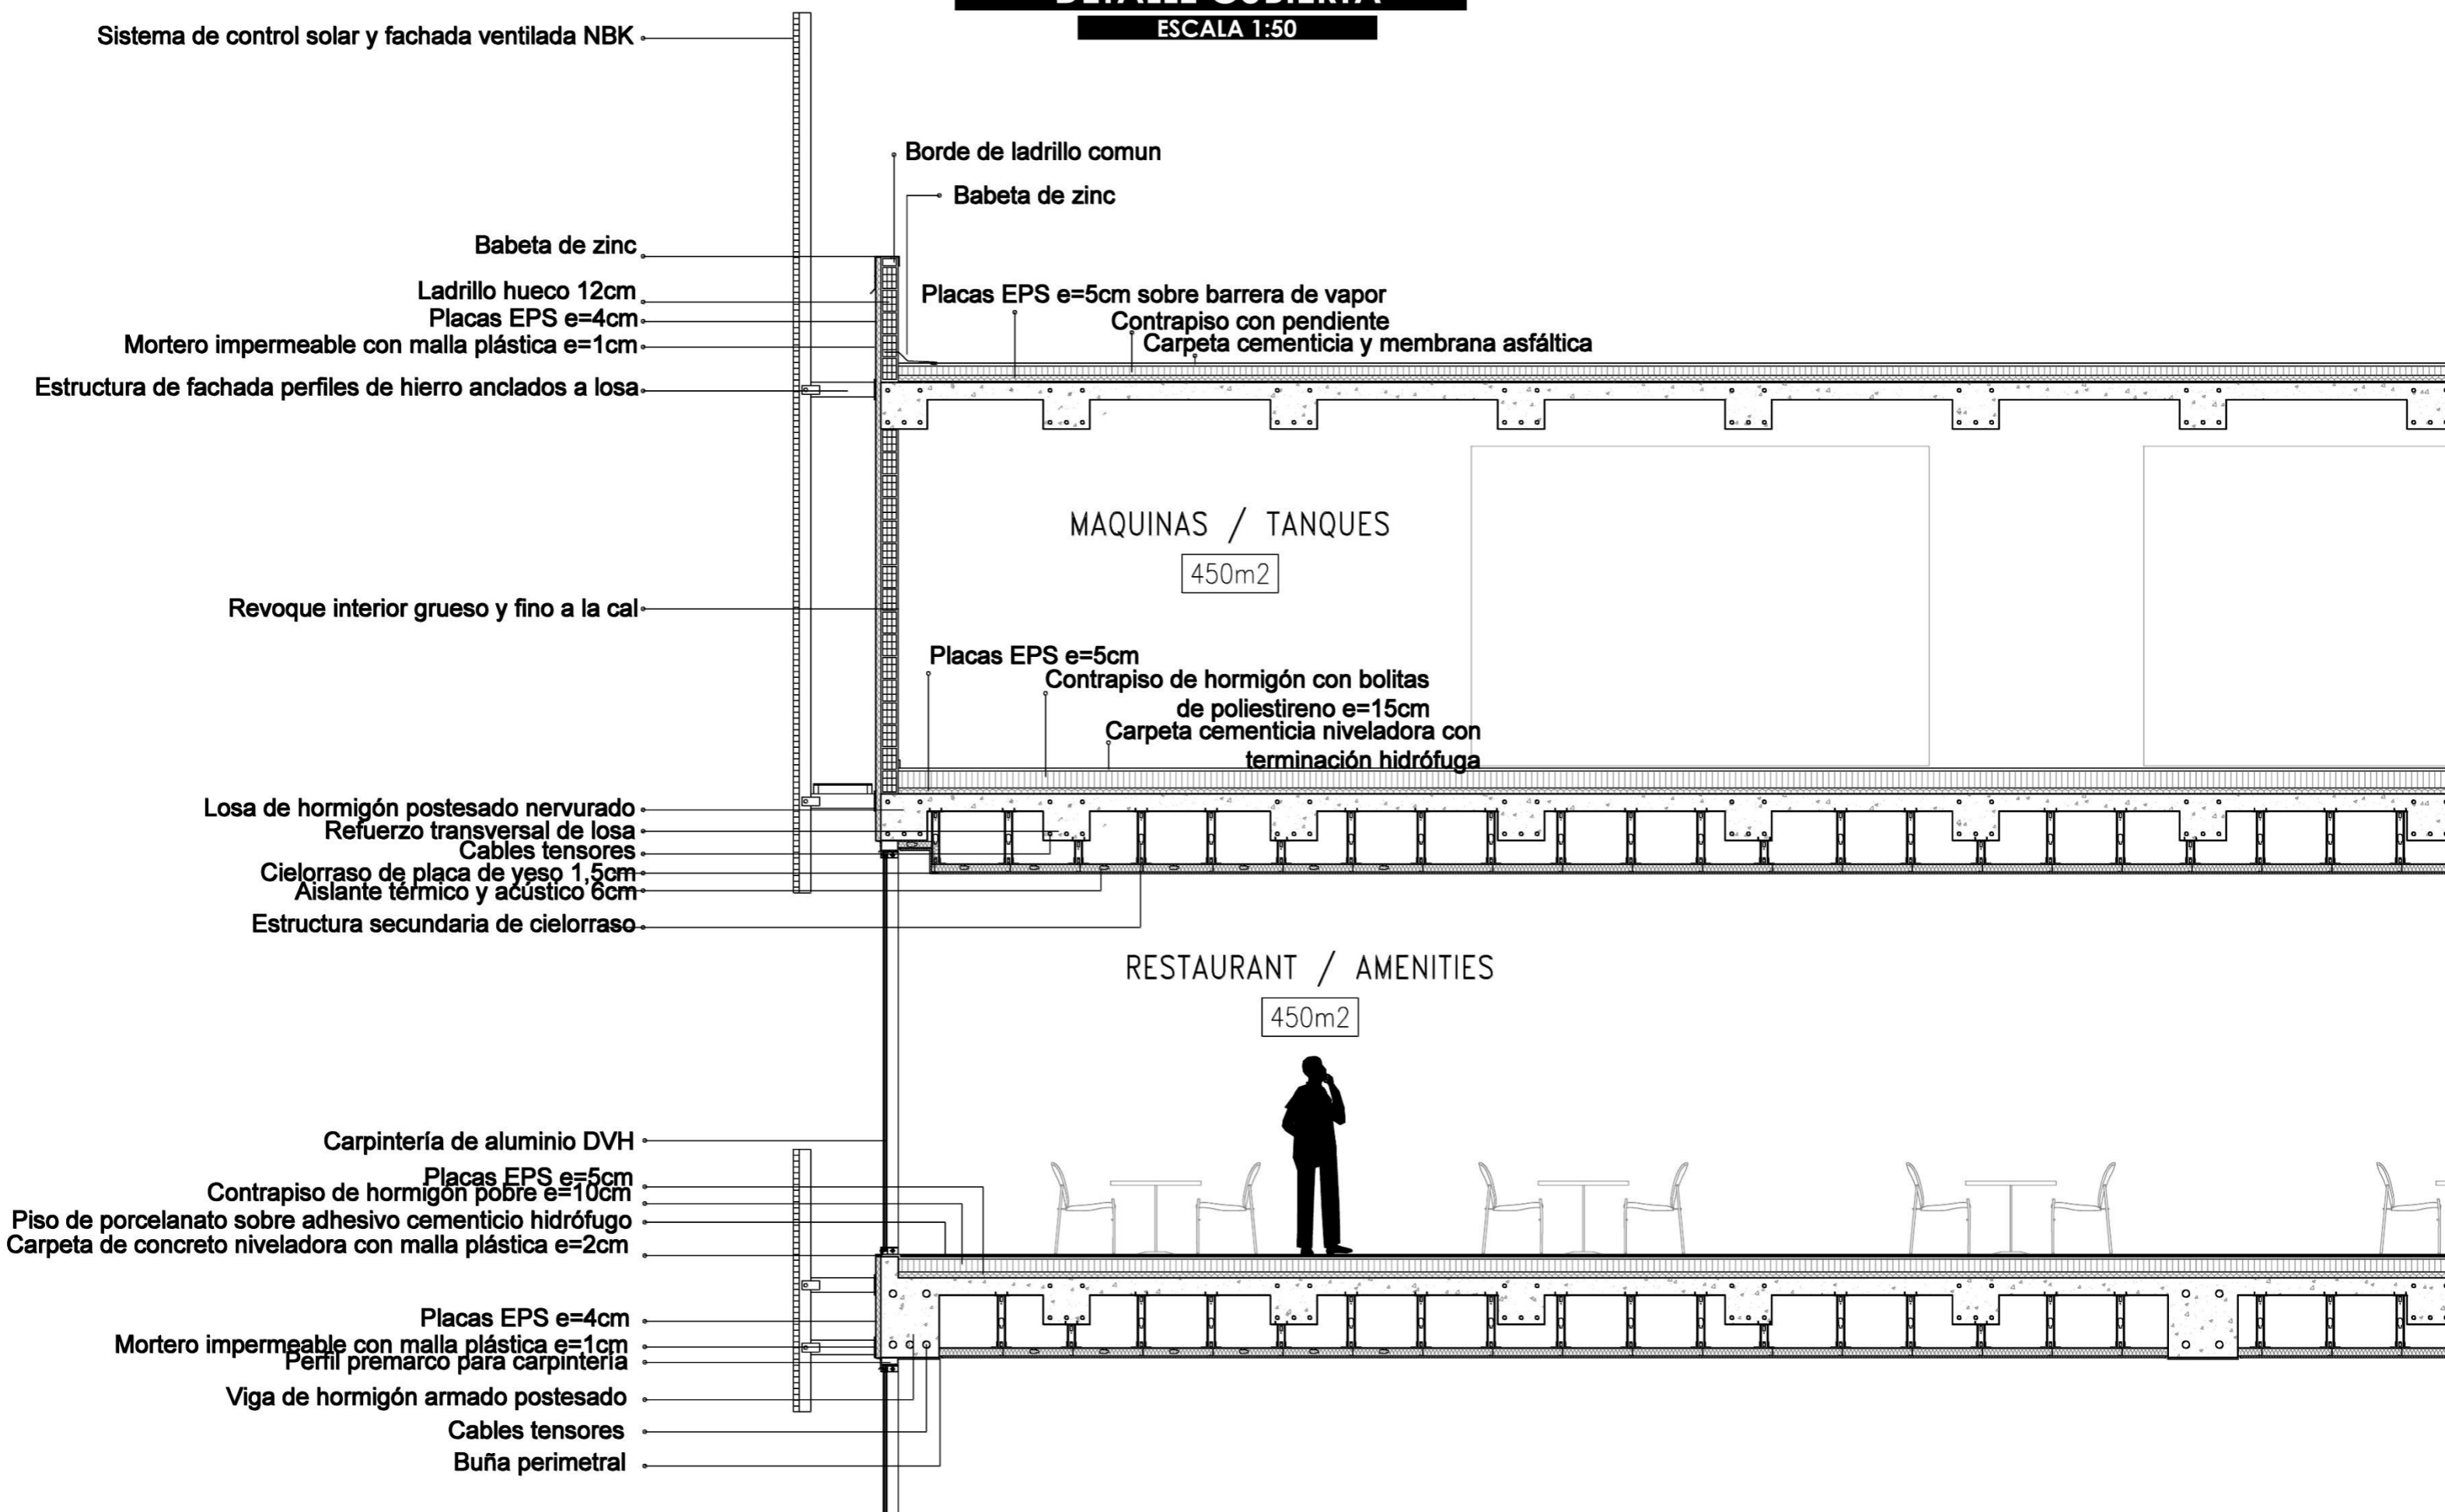 DETALLE CUBIERTA
ESCALA 1:50
Sistema de control solar y fachada ventilada NBK
Borde de ladrillo comun
Babeta de zinc
Babeta de zinc
Ladrillo hueco 12cm
Placas EPS e=4cm
Mortero impermeable con malla plástica e=1cm
Estructura de fachada perfiles de hierro anclados a losa
Placas EPS e=5cm sobre barrera de vapor
Contrapiso con pendiente
Carpeta cementicia y membrana asfáltica
MAQUINAS / TANQUES
450m2
Revoque interior grueso y fino a la cal
Placas EPS e=5cm
Contrapiso de hormigón con bolitas
de poliestireno e=15cm
Carpeta cementicia niveladora con
terminación hidrófuga
Losa de hormigón postesado nervurado
Refuerzo transversal de losa
Cables tensores
Cielorraso de placa de yeso 1,5cm
Aislante térmico y acústico 6cm
Estructura secundaria de cielorraso
RESTAURANT / AMENITIES
450m2
Carpintería de aluminio DVH
Placas EPS e=5cm
Contrapiso de hormigón pobre e=10cm
Piso de porcelanato sobre adhesivo cementicio hidrófugo
Carpeta de concreto niveladora con malla plástica e=2cm
Placas EPS e=4cm
Mortero impermeable con malla plástica e=1cm
Perfil premarco para carpintería
Viga de hormigón armado postesado
Cables tensores
Buña perimetral